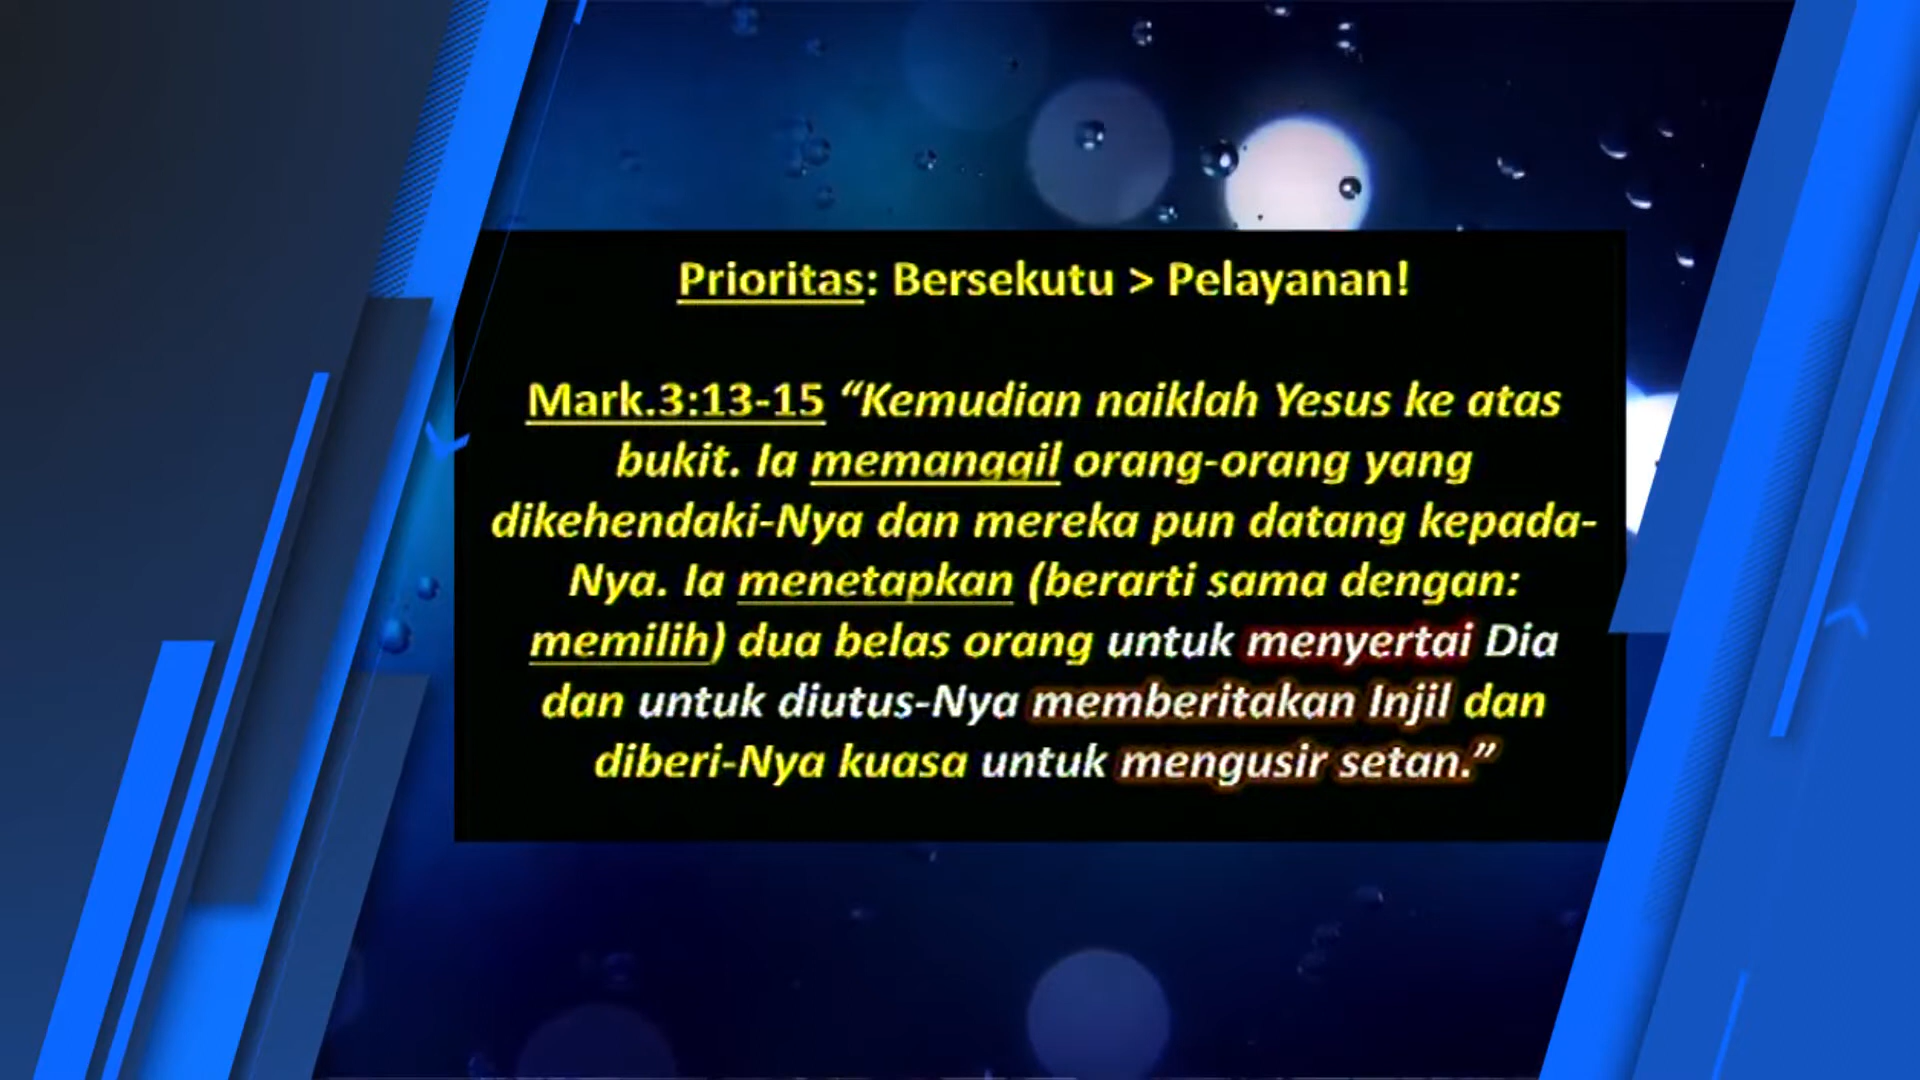 Prioritas: Bersekutu > Pelayanan!
Mark.3:13-15 “Kemudian naiklah Yesus ke atas
bukit. Ia memanggil orang-orang yang
dikehendaki-Nya dan mereka pun datang kepada-
Nya. Ia menetapkan (berarti sama dengan:
memilih) dua belas orang untuk menyertai Dia
dan untuk diutus-Nya memberitakan Injil dan
diberi-Nya kuasa untuk mengusir setan.”